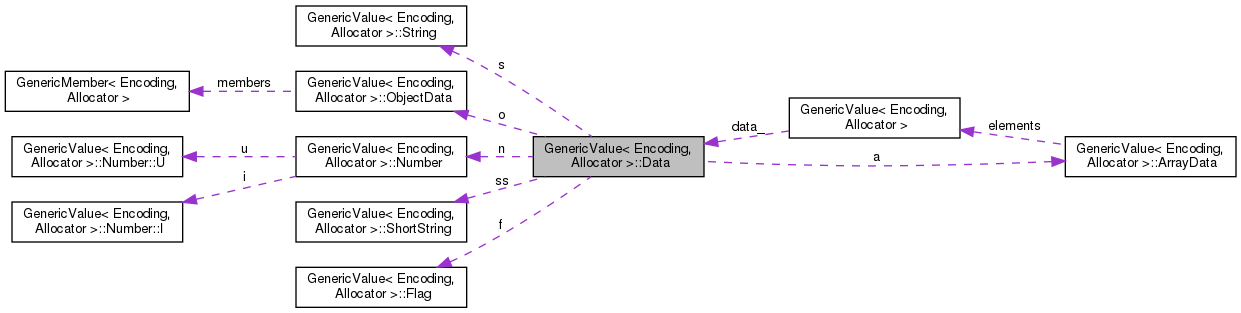 GenericValue< Encoding,
Allocator >::String
s
GenericMember< Encoding,
Allocator >
members
GenericValue< Encoding,
Allocator >::ObjectData
o
GenericValue< Encoding,
Allocator >
data_
elements
GenericValue< Encoding,
Allocator >::Number::U
u
GenericValue< Encoding,
Allocator >::Number
n
GenericValue< Encoding,
Allocator >::Data
a
GenericValue< Encoding,
Allocator >::ArrayData
i
ss
GenericValue< Encoding,
Allocator >::Number::I
GenericValue< Encoding,
Allocator >::ShortString
f
GenericValue< Encoding,
Allocator >::Flag